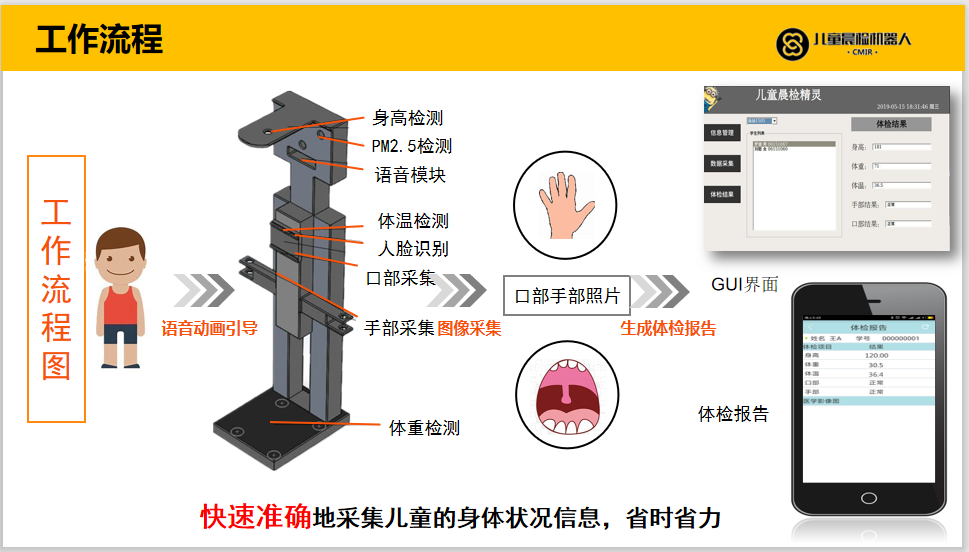 工作流程
儿童晨检机器人
·CMIR·
工作流程图
语音动画引导
身高检测
PM2.5检测
语音模块
体温检测
人脸识别
口部采集
手部采集
图像采集
体重检测
口部手部照片
生成体检报告
儿童晨检精灵
2019-05-15 18:31:46 星期三
信息管理
数据采集
体检结果
学生列表
体检结果
身高:
181
体重:
71
体温:
36.5
手部结果:
正常
口部结果:
正常
GUI界面
体检报告
体检报告
姓名 王A 学号 000000001
体检项目 结果
身高 120.00
体重 30.5
体温 36.4
口部 正常
手部 正常
医学影像图
快速准确地采集儿童的身体状况信息，省时省力